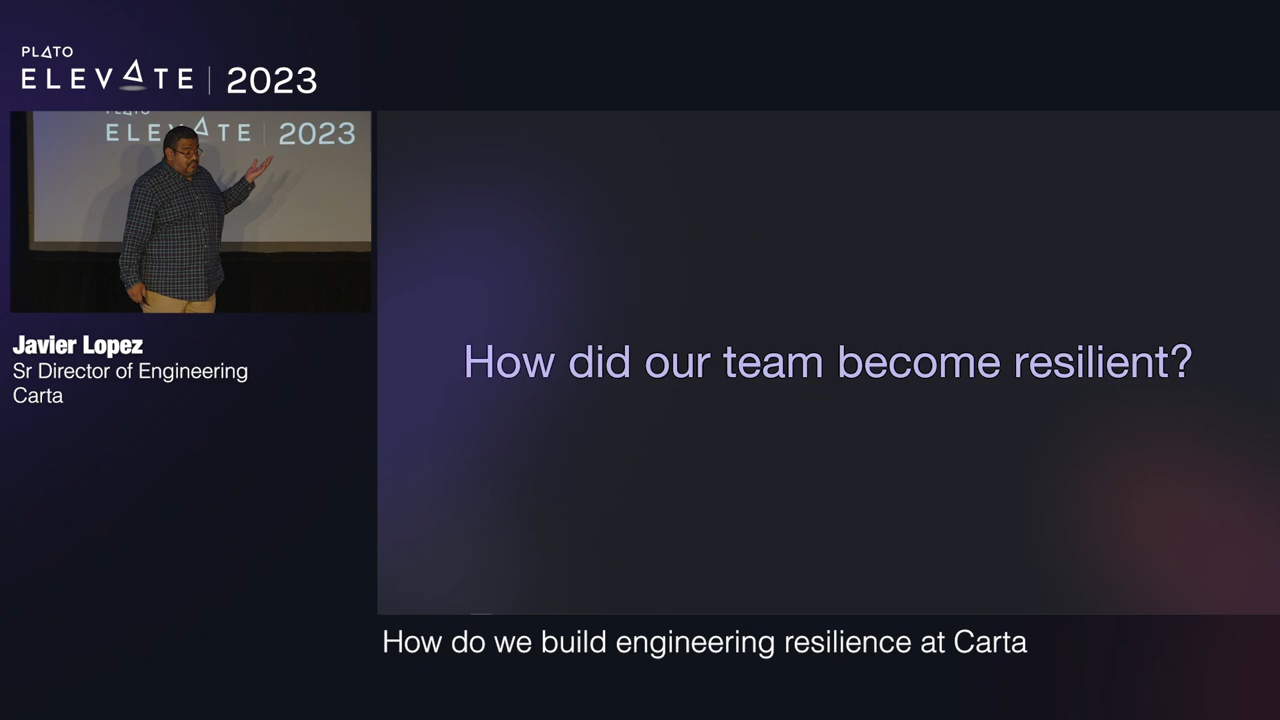 PLATO
ELEVATE | 2023
PLATO
ELEVATE | 2023
Javier Lopez
Sr Director of Engineering
Carta
How did our team become resilient?
How do we build engineering resilience at Carta